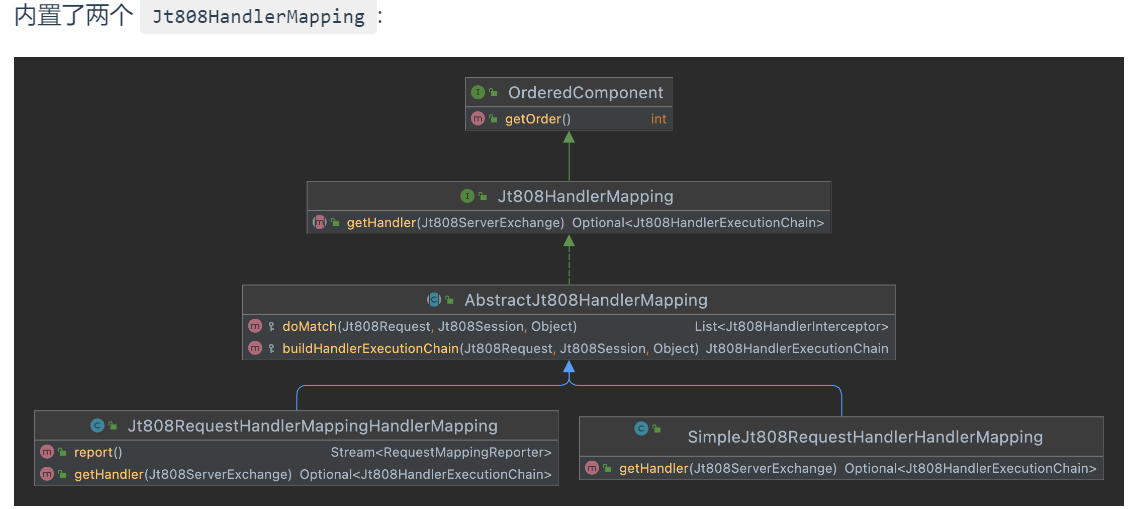 内置了两个 Jt808HandlerMapping :
OrderedComponent
getOrder() int
Jt808HandlerMapping
getHandler(Jt808ServerExchange) Optional<Jt808HandlerExecutionChain>
AbstractJt808HandlerMapping
doMatch(Jt808Request, Jt808Session, Object) List<Jt808HandlerInterceptor>
buildHandlerExecutionChain(Jt808Request, Jt808Session, Object) Jt808HandlerExecutionChain
Jt808RequestHandlerMappingHandlerMapping
report() Stream<RequestMappingReporter>
getHandler(Jt808ServerExchange) Optional<Jt808HandlerExecutionChain>
SimpleJt808RequestHandlerHandlerMapping
getHandler(Jt808ServerExchange) Optional<Jt808HandlerExecutionChain>